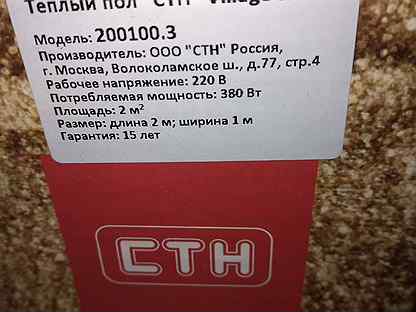 Теплый пол "СТН" Village
Модель: 200100.3
Производитель: ООО "СТН" Россия,
г. Москва, Волоколамское ш., д.77, стр.4
Рабочее напряжение: 220 В
Потребляемая мощность: 380 Вт
Площадь: 2 м²
Размер: длина 2 м; ширина 1 м
Гарантия: 15 лет
СТН